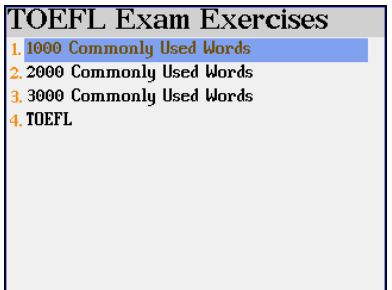 TOEFL Exam Exercises
1. 1000 Commonly Used Words
2. 2000 Commonly Used Words
3. 3000 Commonly Used Words
4. TOEFL